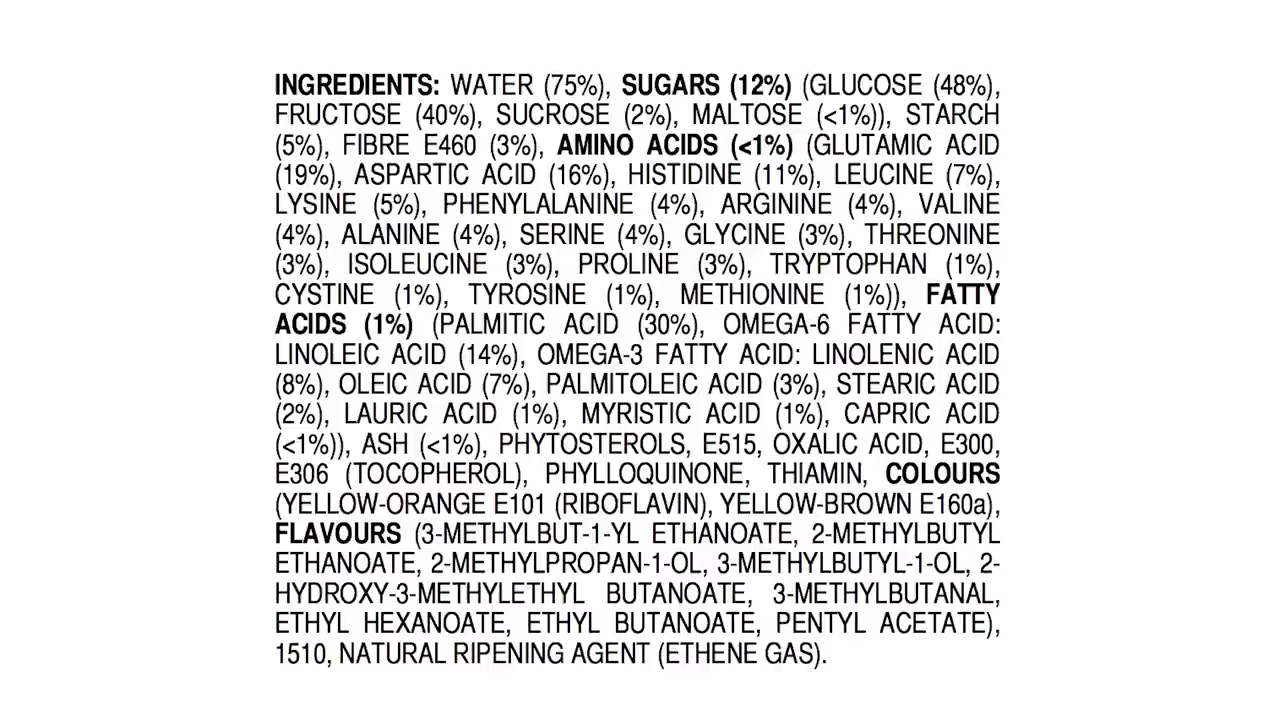 INGREDIENTS: WATER (75%), SUGARS (12%) (GLUCOSE (48%),
FRUCTOSE (40%), SUCROSE (2%), MALTOSE (<1%)), STARCH
(5%), FIBRE E460 (3%), AMINO ACIDS (<1%) (GLUTAMIC ACID
(19%), ASPARTIC ACID (16%), HISTIDINE (11%), LEUCINE (7%),
LYSINE (5%), PHENYLALANINE (4%), ARGININE (4%), VALINE
(4%), ALANINE (4%), SERINE (4%), GLYCINE (3%), THREONINE
(3%), ISOLEUCINE (3%), PROLINE (3%), TRYPTOPHAN (1%),
CYSTINE (1%), TYROSINE (1%), METHIONINE (1%)), FATTY
ACIDS (1%) (PALMITIC ACID (30%), OMEGA-6 FATTY ACID:
LINOLEIC ACID (14%), OMEGA-3 FATTY ACID: LINOLENIC ACID
(8%), OLEIC ACID (7%), PALMITOLEIC ACID (3%), STEARIC ACID
(2%), LAURIC ACID (1%), MYRISTIC ACID (1%), CAPRIC ACID
(<1%)), ASH (<1%), PHYTOSTEROLS, E515, OXALIC ACID, E300,
E306 (TOCOPHEROL), PHYLLOQUINONE, THIAMIN, COLOURS
(YELLOW-ORANGE E101 (RIBOFLAVIN), YELLOW-BROWN E160a),
FLAVOURS (3-METHYLBUT-1-YL ETHANOATE, 2-METHYLBUTYL
ETHANOATE, 2-METHYLPROPAN-1-OL, 3-METHYLBUTYL-1-OL, 2-
HYDROXY-3-METHYLETHYL BUTANOATE, 3-METHYLBUTANAL,
ETHYL HEXANOATE, ETHYL BUTANOATE, PENTYL ACETATE),
1510, NATURAL RIPENING AGENT (ETHENE GAS).